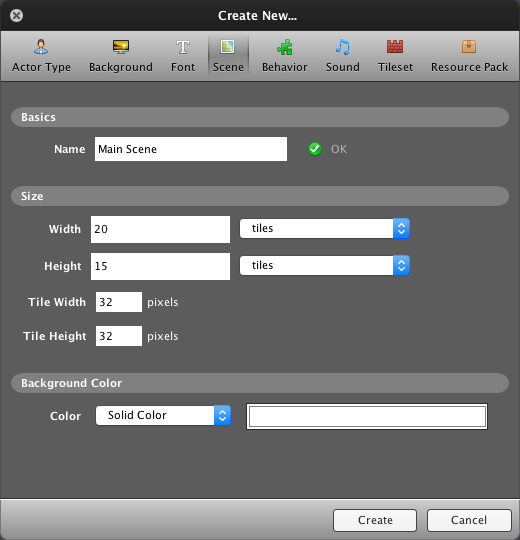 Create New...
Actor Type Background Font Scene Behavior Sound Tileset Resource Pack
Basics
Name Main Scene OK
Size
Width 20 tiles
Height 15 tiles
Tile Width 32 pixels
Tile Height 32 pixels
Background Color
Color Solid Color
Create Cancel